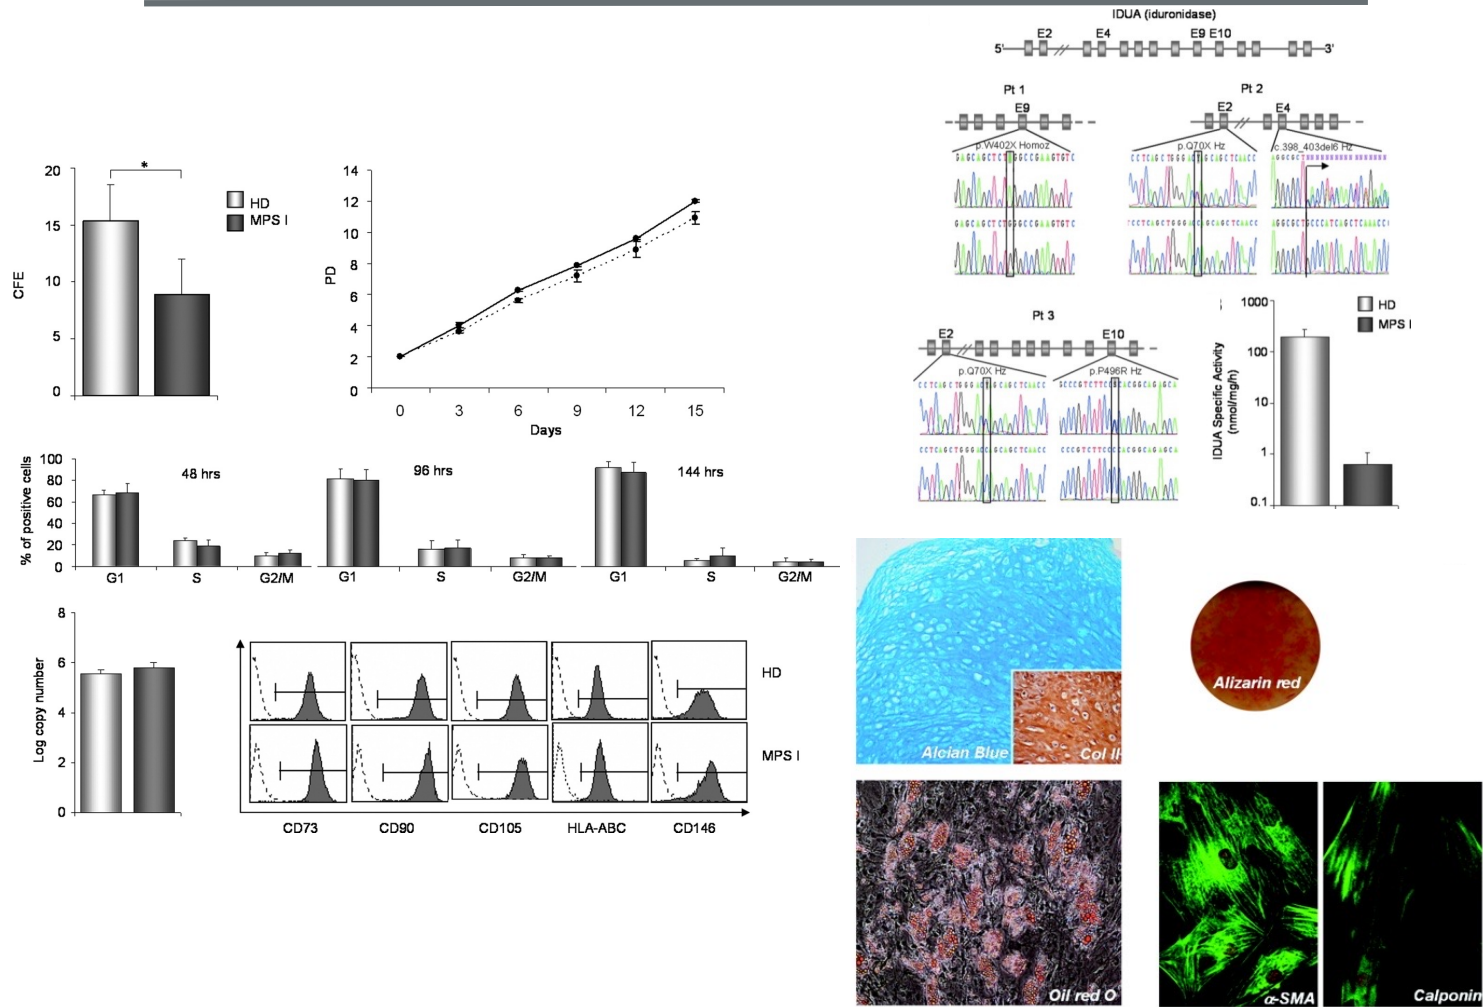 IDUA (iduronidase)
E2 E4 E9 E10
5' 3'
Pt 1
E9
p.W402X Homoz
GAGCAGCTCTGGCCGAAGTGTC
Pt 2
E2 E4
p.Q70X Hz
c.398_403del6 Hz
Pt 3
E2 E10
p.Q70X Hz
p.P496R Hz
CCTCAGCTGGGACCAGCAGCTCAACC
1000
100
10
1
0.1
IDUA Specific Activity
(nmol/mg/h)
HD
MPS I
20
15
10
5
0
CFE
*
HD
MPS I
14
12
10
8
6
4
2
0
PD
0 3 6 9 12 15
Days
100
80
60
40
20
0
% of positive cells
48 hrs
96 hrs
144 hrs
G1 S G2/M G1 S G2/M G1 S G2/M
8
6
4
2
0
Log copy number
HD
MPS I
CD73 CD90 CD105 HLA-ABC CD146
Alcian Blue
Col II
Alizarin red
Oil red O
α-SMA
Calponin